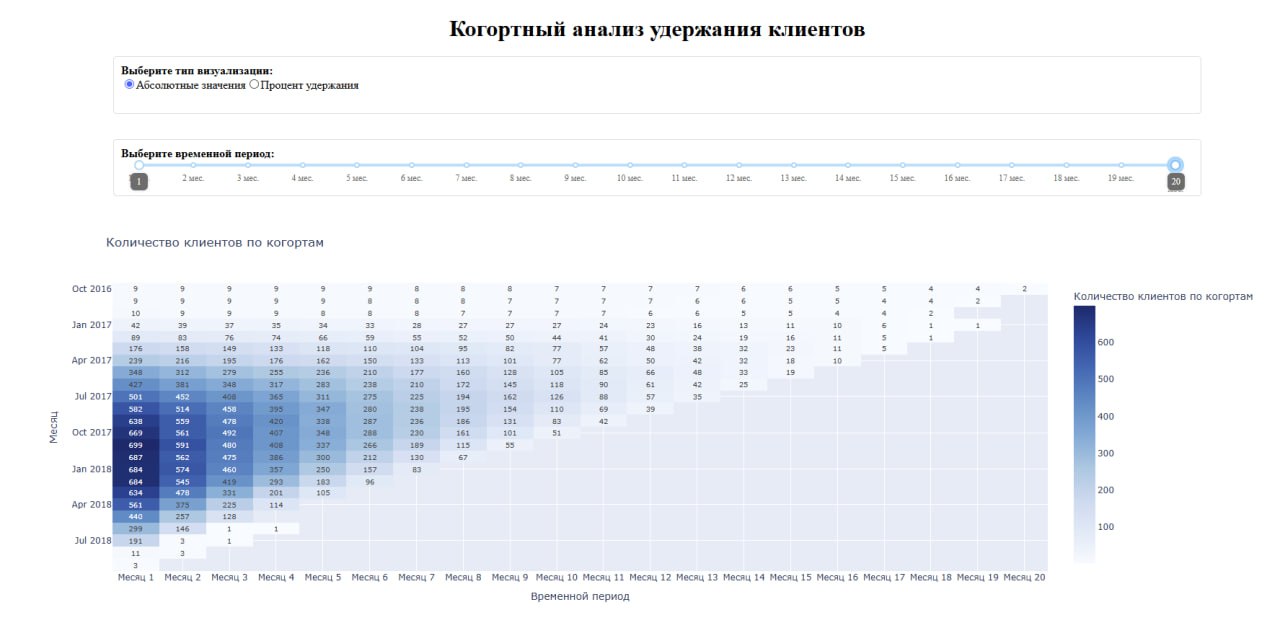 Когортный анализ удержания клиентов
Выберите тип визуализации:
Абсолютные значения Процент удержания
Выберите временной период:
2 мес. 3 мес. 4 мес. 5 мес. 6 мес. 7 мес. 8 мес. 9 мес. 10 мес. 11 мес. 12 мес. 13 мес. 14 мес. 15 мес. 16 мес. 17 мес. 18 мес. 19 мес.
1 20
Количество клиентов по когортам
Количество клиентов по когортам
600
500
400
300
200
100
Месяц
Oct 2016 9 9 9 9 9 9 8 8 8 7 7 7 7 6 6 5 5 4 4 2
9 9 9 9 9 8 8 8 7 7 7 7 6 6 5 5 4 4 2
10 9 9 9 8 8 8 7 7 7 7 6 6 5 5 4 4 2
Jan 2017 42 39 37 35 34 33 28 27 27 27 24 23 16 13 11 10 6 1 1
89 83 76 74 66 59 55 52 50 44 41 30 24 19 16 11 5 1
176 158 149 133 118 110 104 95 82 77 57 48 38 32 23 11 5
Apr 2017 239 216 195 176 162 150 133 113 101 77 62 50 42 32 18 10
348 312 279 255 236 210 177 160 128 105 85 66 48 33 19
427 381 348 317 283 238 210 172 145 118 90 61 42 25
Jul 2017 501 452 408 365 311 275 225 194 162 126 88 57 35
582 514 458 395 347 280 238 195 154 110 69 39
638 559 478 420 338 287 236 186 131 83 42
Oct 2017 669 561 492 407 348 288 230 161 101 51
699 591 480 408 337 266 189 115 55
687 562 475 386 300 212 130 67
Jan 2018 684 574 460 357 250 157 83
684 545 419 293 183 96
634 478 331 201 105
Apr 2018 561 375 225 114
440 257 128
299 146 1 1
Jul 2018 191 3 1
11 3
3
Месяц 1 Месяц 2 Месяц 3 Месяц 4 Месяц 5 Месяц 6 Месяц 7 Месяц 8 Месяц 9 Месяц 10 Месяц 11 Месяц 12 Месяц 13 Месяц 14 Месяц 15 Месяц 16 Месяц 17 Месяц 18 Месяц 19 Месяц 20
Временной период